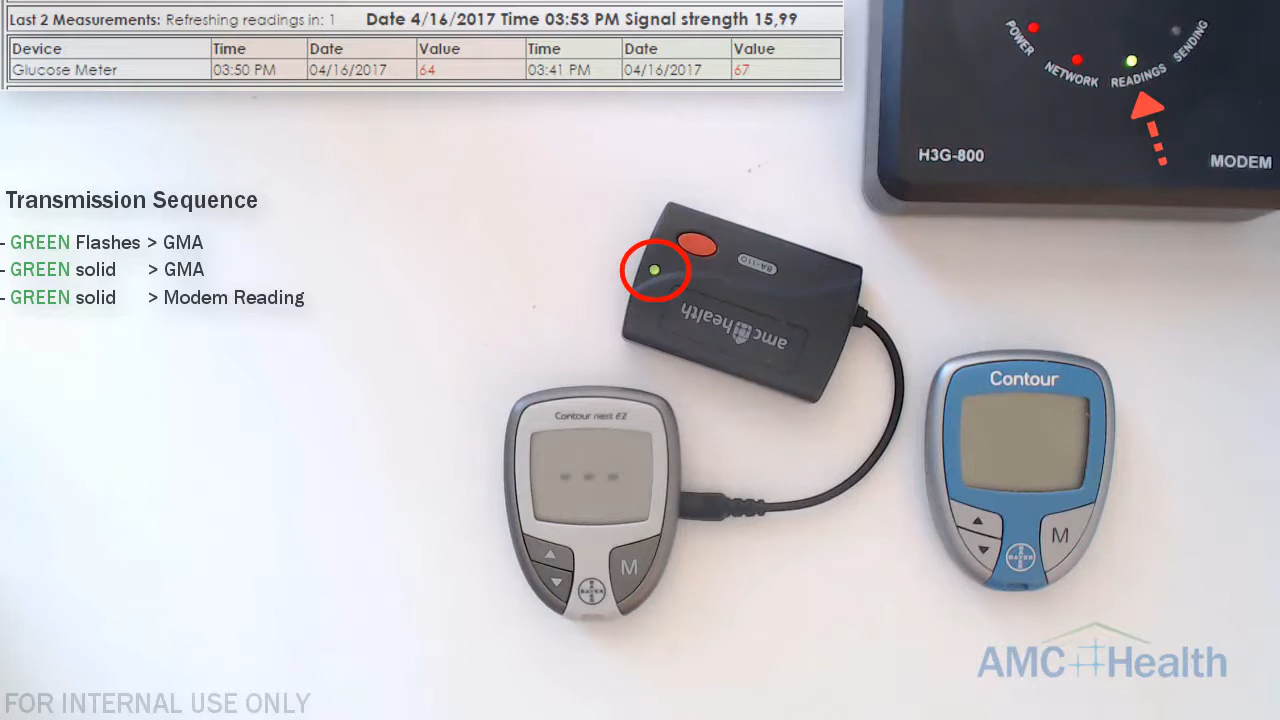 Last 2 Measurements: Refreshing readings in: 1 Date 4/16/2017 Time 03:53 PM Signal strength 15,99
Device Time Date Value Time Date Value
Glucose Meter 03:50 PM 04/16/2017 64 03:41 PM 04/16/2017 67
POWER
NETWORK
READINGS
SENDING
H3G-800 MODEM
Transmission Sequence
- GREEN Flashes > GMA
- GREEN solid > GMA
- GREEN solid > Modem Reading
BA-110
amc health
Contour next EZ
- - -
M
BAYER
Contour
M
BAYER
AMC Health
FOR INTERNAL USE ONLY